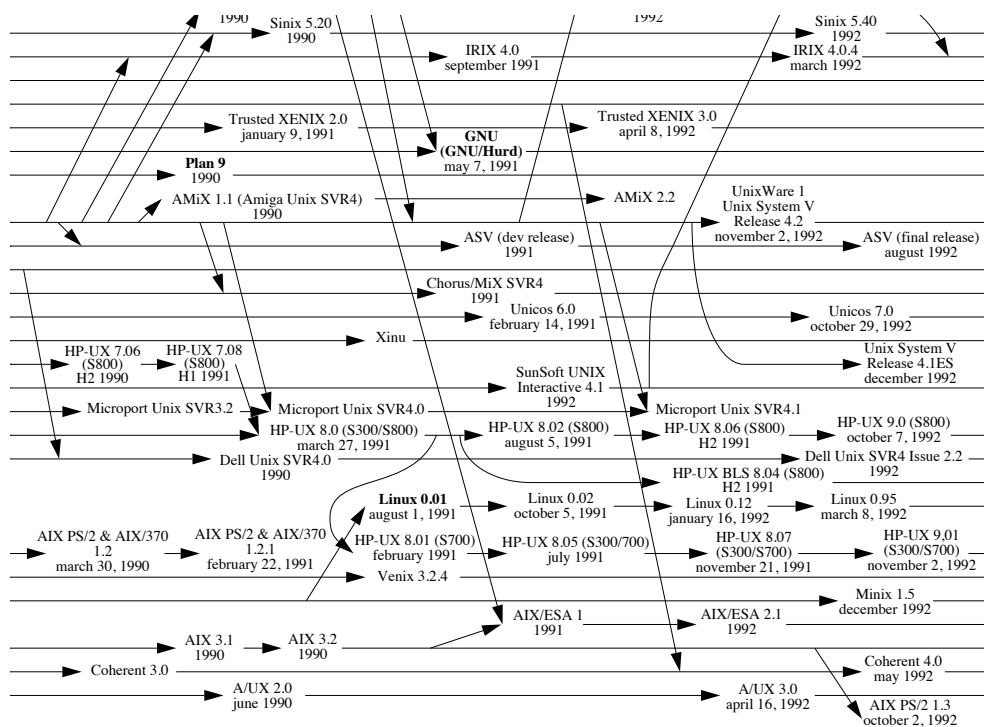 1990
Sinix 5.20
1990
1992
Sinix 5.40
1992
IRIX 4.0
september 1991
IRIX 4.0.4
march 1992
Trusted XENIX 2.0
january 9, 1991
Trusted XENIX 3.0
april 8, 1992
GNU
(GNU/Hurd)
may 7, 1991
Plan 9
1990
AMiX 1.1 (Amiga Unix SVR4)
1990
AMiX 2.2
UnixWare 1
Unix System V
Release 4.2
november 2, 1992
ASV (dev release)
1991
ASV (final release)
august 1992
Chorus/MiX SVR4
1991
Unicos 6.0
february 14, 1991
Unicos 7.0
october 29, 1992
Xinu
HP-UX 7.06
(S800)
H2 1990
HP-UX 7.08
(S800)
H1 1991
Unix System V
Release 4.1ES
december 1992
SunSoft UNIX
Interactive 4.1
1992
Microport Unix SVR3.2
Microport Unix SVR4.0
Microport Unix SVR4.1
HP-UX 8.0 (S300/S800)
march 27, 1991
HP-UX 8.02 (S800)
august 5, 1991
HP-UX 8.06 (S800)
H2 1991
HP-UX 9.0 (S800)
october 7, 1992
Dell Unix SVR4.0
1990
Dell Unix SVR4 Issue 2.2
1992
HP-UX BLS 8.04 (S800)
H2 1991
Linux 0.01
august 1, 1991
Linux 0.02
october 5, 1991
Linux 0.12
january 16, 1992
Linux 0.95
march 8, 1992
AIX PS/2 & AIX/370
1.2
march 30, 1990
AIX PS/2 & AIX/370
1.2.1
february 22, 1991
HP-UX 8.01 (S700)
february 1991
HP-UX 8.05 (S300/700)
july 1991
HP-UX 8.07
(S300/S700)
november 21, 1991
HP-UX 9,01
(S300/S700)
november 2, 1992
Venix 3.2.4
Minix 1.5
december 1992
AIX/ESA 1
1991
AIX/ESA 2.1
1992
AIX 3.1
1990
AIX 3.2
1990
Coherent 3.0
Coherent 4.0
may 1992
A/UX 2.0
june 1990
A/UX 3.0
april 16, 1992
AIX PS/2 1.3
october 2, 1992